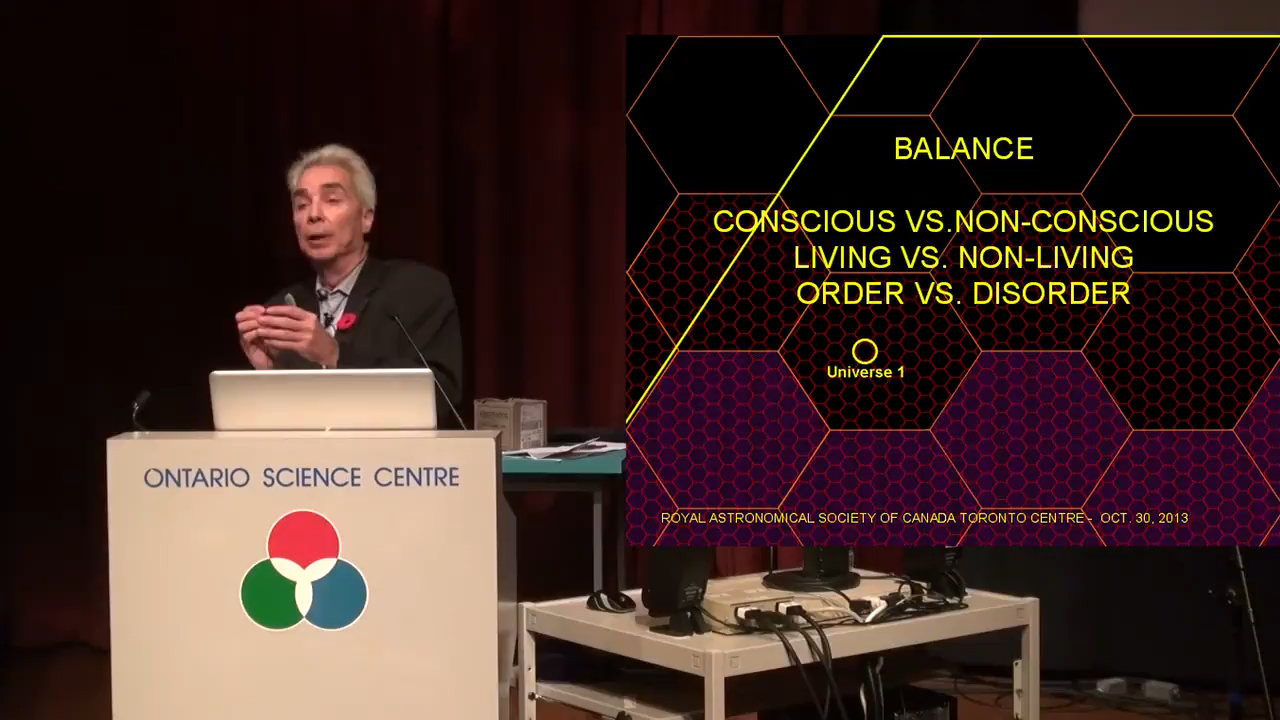 BALANCE
CONSCIOUS VS.NON-CONSCIOUS
LIVING VS. NON-LIVING
ORDER VS. DISORDER
Universe 1
ROYAL ASTRONOMICAL SOCIETY OF CANADA TORONTO CENTRE - OCT. 30, 2013
ONTARIO SCIENCE CENTRE